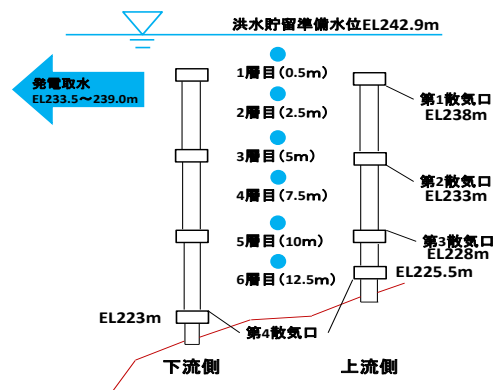 洪水貯留準備水位EL242.9m
発電取水
EL233.5～239.0m
1層目(0.5m)
2層目(2.5m)
3層目(5m)
4層目(7.5m)
5層目(10m)
6層目(12.5m)
第1散気口
EL238m
第2散気口
EL233m
第3散気口
EL228m
EL225.5m
EL223m
第4散気口
下流側
上流側